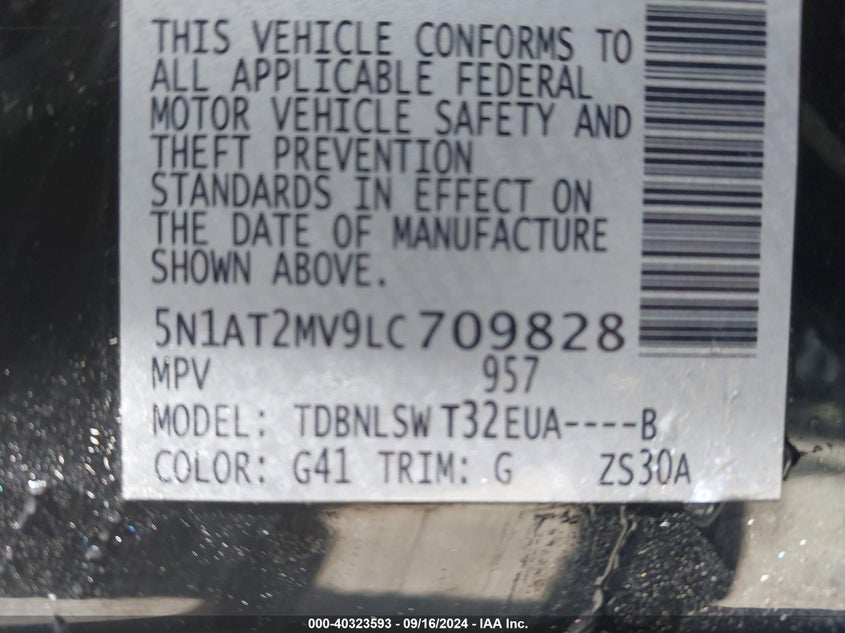 THIS VEHICLE CONFORMS TO
ALL APPLICABLE FEDERAL
MOTOR VEHICLE SAFETY AND
THEFT PREVENTION
STANDARDS IN EFFECT ON
THE DATE OF MANUFACTURE
SHOWN ABOVE.
5N1AT2MV9LC709828
MPV 957
MODEL: TDBNLSW T32EUA----B
COLOR: G41 TRIM: G ZS30A
000-40323593 - 09/16/2024 - IAA Inc.